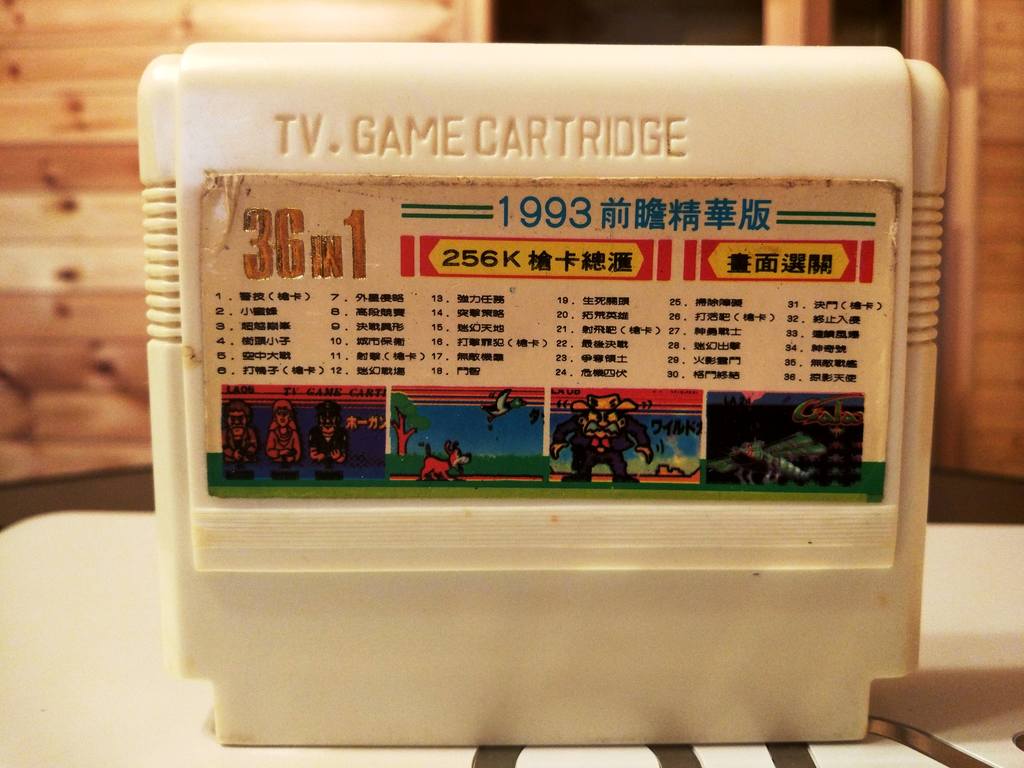 TV. GAME CARTRIDGE
36 IN 1
1993 前瞻精華版
256K 槍卡總滙
畫面選關
1. 警技(槍卡)
2. 小蜜蜂
3. 超越巔峯
4. 街頭小子
5. 空中大戰
6. 打鴨子(槍卡)
7. 外星侵略
8. 高段競賽
9. 決戰異形
10. 城市保衛
11. 射擊(槍卡)
12. 迷幻戰場
13. 強力任務
14. 突擊策略
15. 迷幻天地
16. 打擊罪犯(槍卡)
17. 無敵機車
18. 鬥智
19. 生死關頭
20. 拓荒英雄
21. 射飛靶(槍卡)
22. 最後決戰
23. 爭奪領土
24. 危機四伏
25. 掃除障礙
26. 打活靶(槍卡)
27. 神勇戰士
28. 迷幻出擊
29. 火影雷門
30. 格鬥終結
31. 決鬥(槍卡)
32. 終止入侵
33.
34. 神奇號
35. 無敵戰艦
36. 掠影天使
LA06 TV GAME CART
ホーガン
ワイルド